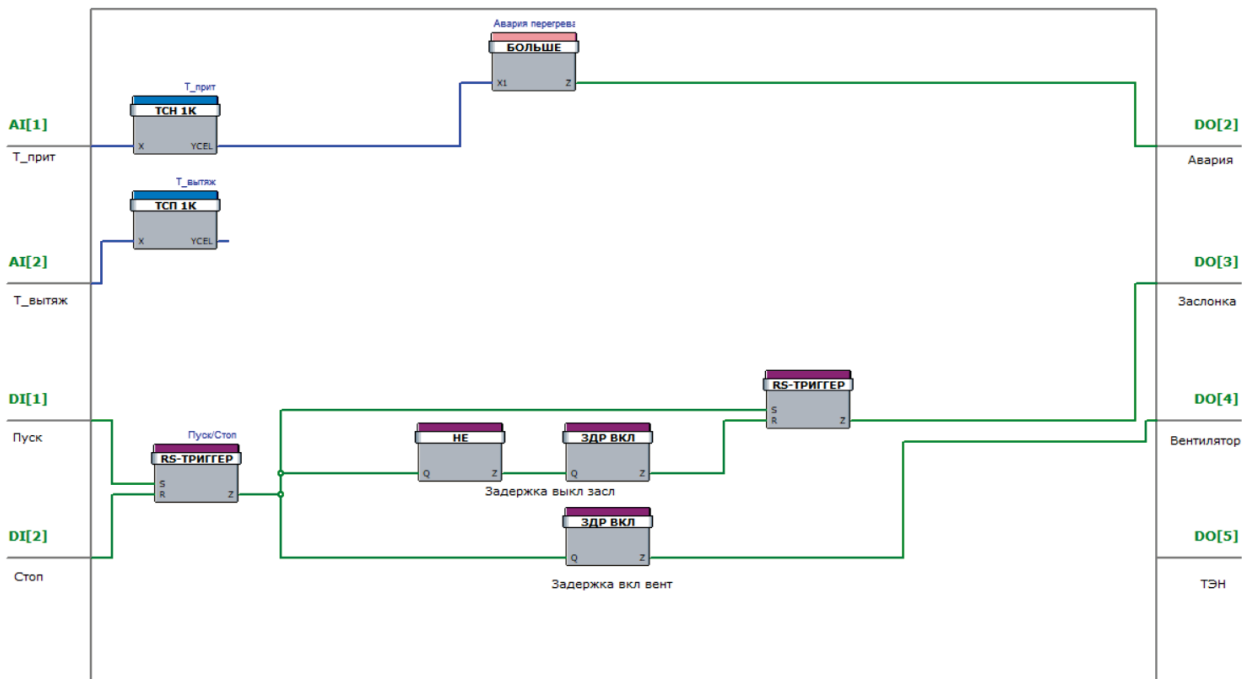 Авария перегрева
БОЛЬШЕ
X1 Z
Т_прит
ТСН 1К
X YCEL
AI[1]
Т_прит
DO[2]
Авария
Т_вытяж
ТСП 1К
X YCEL
AI[2]
Т_вытяж
DO[3]
Заслонка
RS-ТРИГГЕР
S
R Z
DI[1]
Пуск
DO[4]
Вентилятор
Пуск/Стоп
RS-ТРИГГЕР
S
R Z
НЕ
Q Z
ЗДР ВКЛ
Q Z
Задержка выкл засл
ЗДР ВКЛ
Q Z
Задержка вкл вент
DI[2]
Стоп
DO[5]
ТЭН